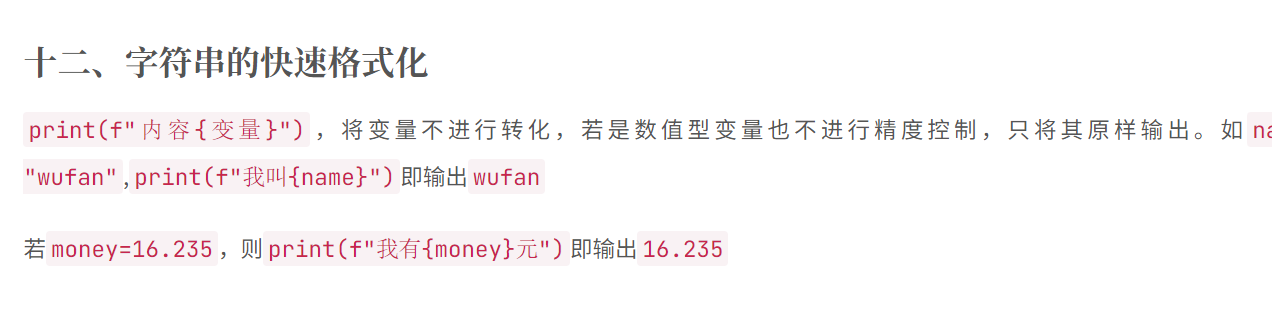 十二、字符串的快速格式化
print(f"内容{变量}")，将变量不进行转化，若是数值型变量也不进行精度控制，只将其原样输出。如
"wufan",print(f"我叫{name}")即输出wufan
若money=16.235，则print(f"我有{money}元")即输出16.235